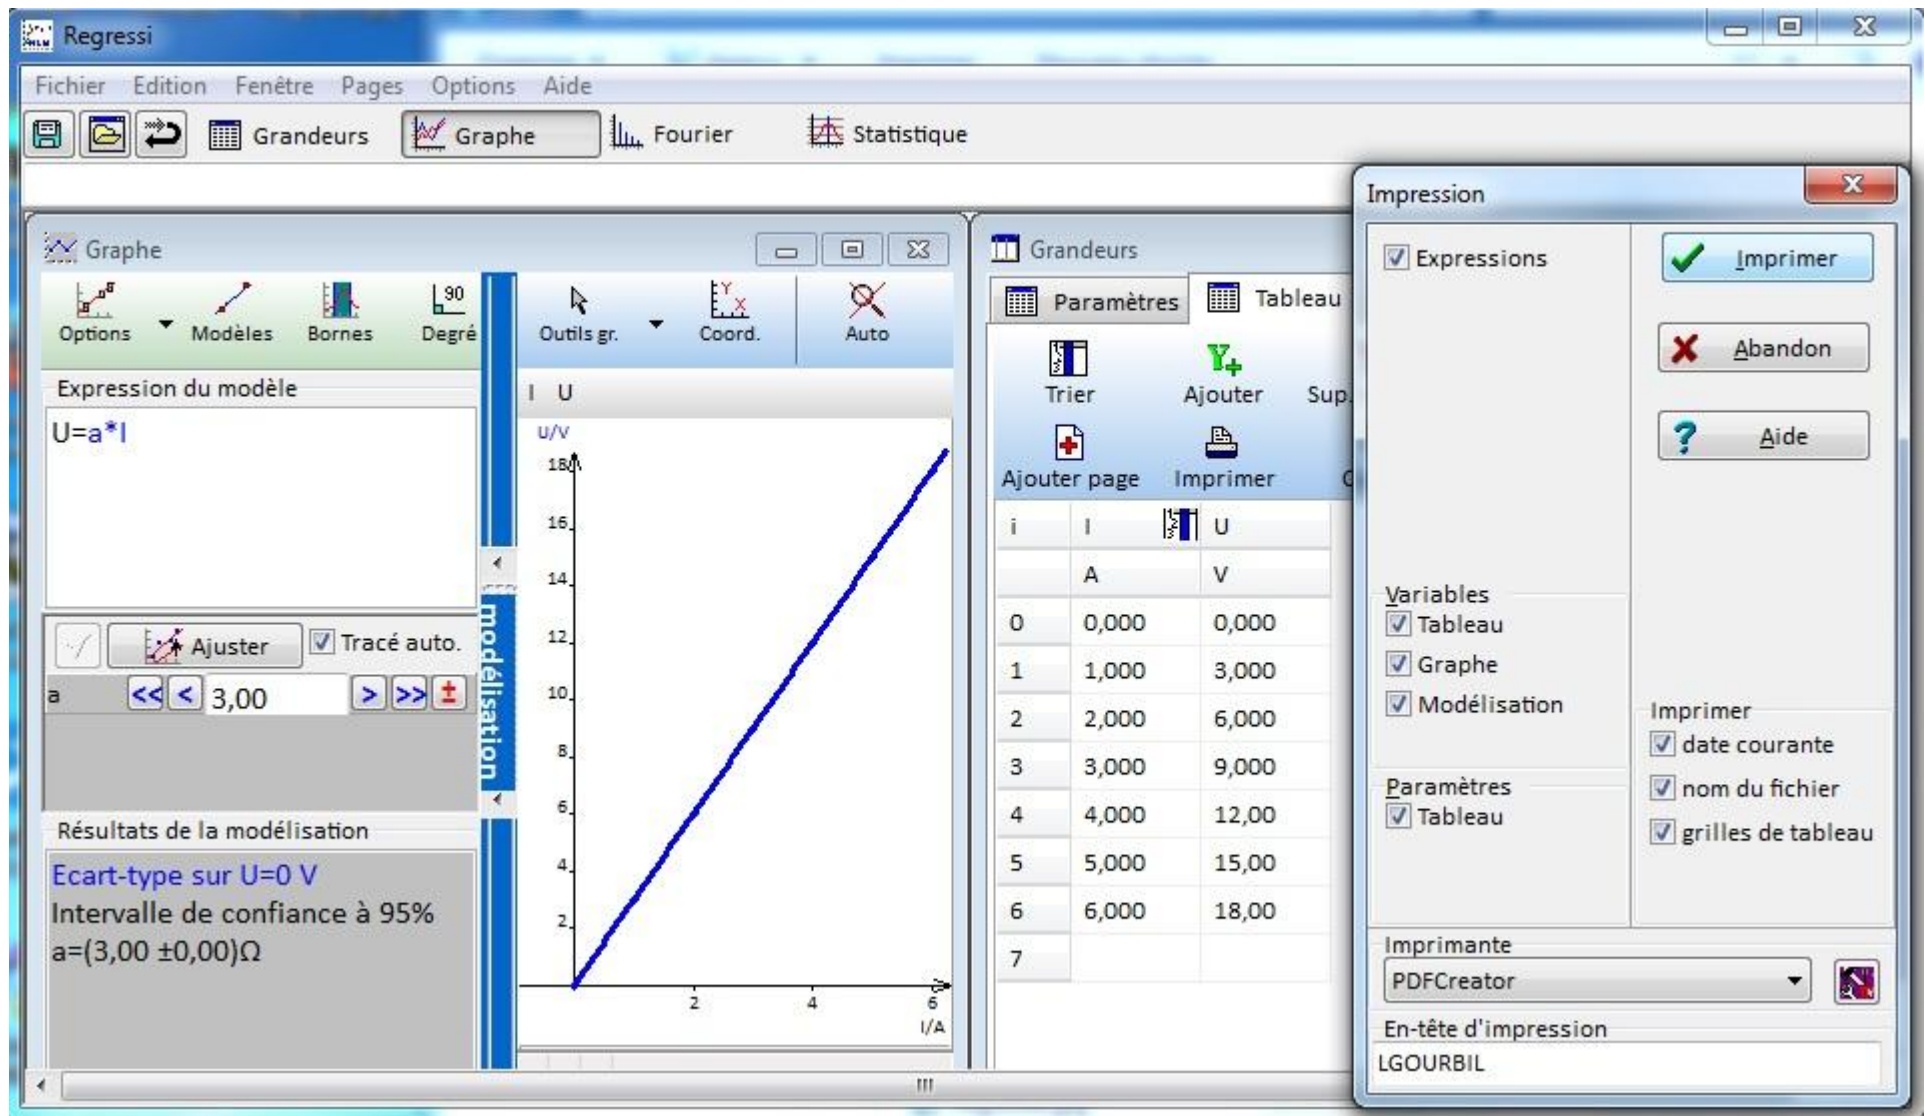 Regressi
Fichier Edition Fenêtre Pages Options Aide
Grandeurs Graphe Fourier Statistique
Graphe
Options Modèles Bornes Degré
Outils gr. Coord. Auto
Expression du modèle
U=a*I
Ajuster Tracé auto.
a << < 3,00 > >> ±
modélisation
Résultats de la modélisation
Ecart-type sur U=0 V
Intervalle de confiance à 95%
a=(3,00 ±0,00)Ω
I U
U/V
18
16
14
12
10
8
6
4
2
2 4 6
I/A
Grandeurs
Paramètres Tableau
Trier Ajouter Sup.
Ajouter page Imprimer
i I U
A V
0 0,000 0,000
1 1,000 3,000
2 2,000 6,000
3 3,000 9,000
4 4,000 12,00
5 5,000 15,00
6 6,000 18,00
7
Impression
Expressions
Imprimer
Abandon
Aide
Variables
Tableau
Graphe
Modélisation
Paramètres
Tableau
Imprimer
date courante
nom du fichier
grilles de tableau
Imprimante
PDFCreator
En-tête d'impression
LGOURBIL